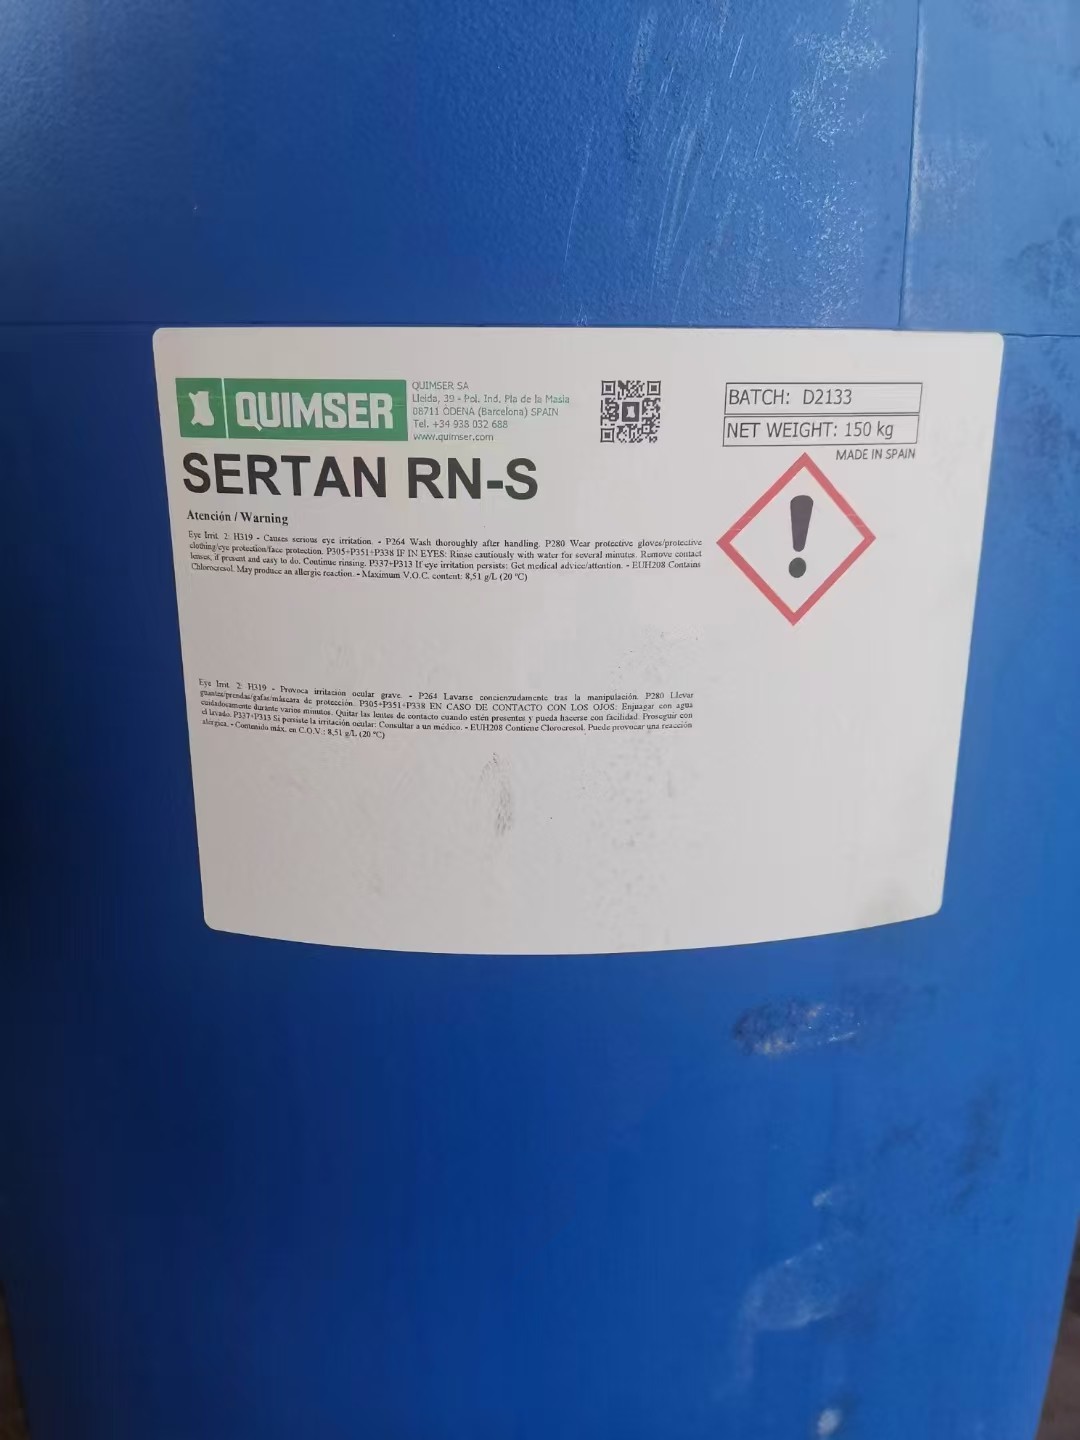 QUIMSER
QUIMSER SA
Lleida, 39 - Pol. Ind. Pla de la Masia
08711 ÒDENA (Barcelona) SPAIN
Tel. +34 938 032 688
www.quimser.com
BATCH: D2133
NET WEIGHT: 150 kg
MADE IN SPAIN
SERTAN RN-S
Atención / Warning
Eye Irrit. 2: H319 - Causes serious eye irritation. - P264 Wash thoroughly after handling. P280 Wear protective gloves/protective
clothing/eye protection/face protection. P305+P351+P338 IF IN EYES: Rinse cautiously with water for several minutes. Remove contact
lenses, if present and easy to do. Continue rinsing. P337+P313 If eye irritation persists: Get medical advice/attention. - EUH208 Contains
Chlorocresol. May produce an allergic reaction. - Maximum V.O.C. content: 8,51 g/L (20 °C)
Eye Irrit. 2: H319 - Provoca irritación ocular grave. - P264 Lavarse concienzudamente tras la manipulación. P280 Llevar
guantes/prendas/gafas/máscara de protección. P305+P351+P338 EN CASO DE CONTACTO CON LOS OJOS: Enjuagar con agua
cuidadosamente durante varios minutos. Quitar las lentes de contacto cuando estén presentes y pueda hacerse con facilidad. Proseguir con
el lavado. P337+P313 Si persiste la irritación ocular: Consultar a un médico. - EUH208 Contiene Clorocresol. Puede provocar una reacción
alérgica. - Contenido máx. en C.O.V.: 8,51 g/L (20 °C)